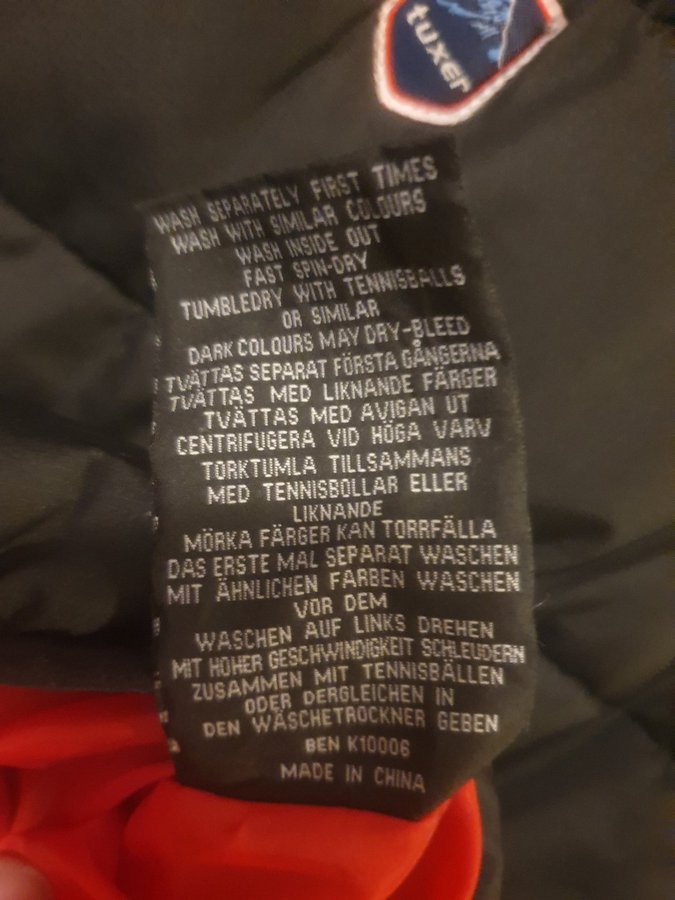 tuxer
WASH SEPARATELY FIRST TIMES
WASH WITH SIMILAR COLOURS
WASH INSIDE OUT
FAST SPIN-DRY
TUMBLEDRY WITH TENNISBALLS
OR SIMILAR
DARK COLOURS MAY DRY-BLEED
TVÄTTAS SEPARAT FÖRSTA GÅNGERNA
TVÄTTAS MED LIKNANDE FÄRGER
TVÄTTAS MED AVIGAN UT
CENTRIFUGERA VID HÖGA VARV
TORKTUMLA TILLSAMMANS
MED TENNISBOLLAR ELLER
LIKNANDE
MÖRKA FÄRGER KAN TORRFÄLLA
DAS ERSTE MAL SEPARAT WASCHEN
MIT ÄHNLICHEN FARBEN WASCHEN
VOR DEM
WASCHEN AUF LINKS DREHEN
MIT HOHER GESCHWINDIGKEIT SCHLEUDERN
ZUSAMMEN MIT TENNISBÄLLEN
ODER DERGLEICHEN IN
DEN WÄSCHETROCKNER GEBEN
BEN K10006
MADE IN CHINA